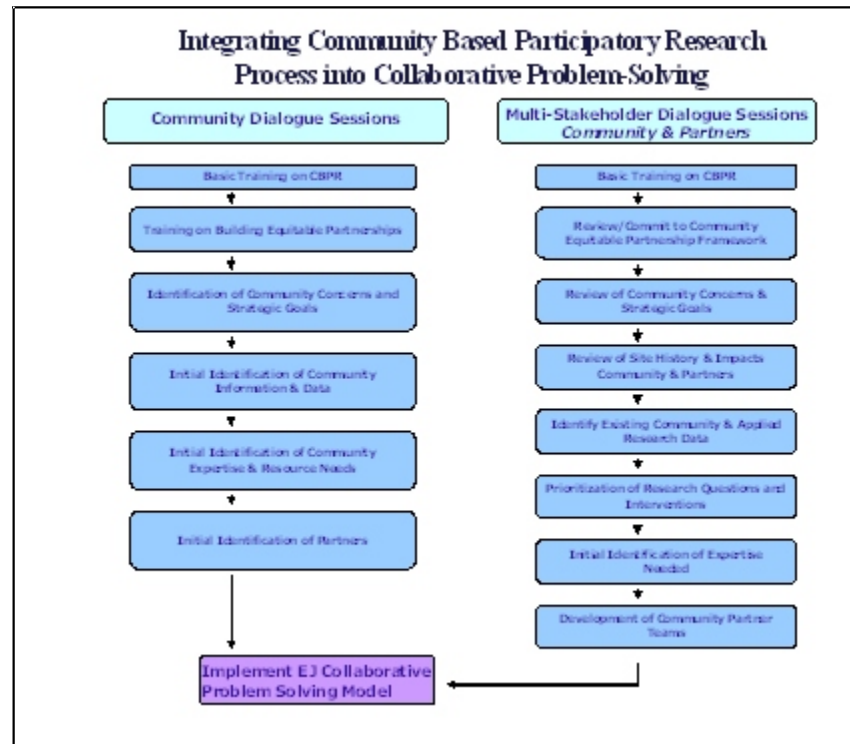 Integrating Community Based Participatory Research
Process into Collaborative Problem-Solving
Community Dialogue Sessions
Basic Training on CBPR
Training on Building Equitable Partnerships
Identification of Community Concerns and
Strategic Goals
Initial Identification of Community
Information & Data
Initial Identification of Community
Expertise & Resource Needs
Initial Identification of Partners
Multi-Stakeholder Dialogue Sessions
Community & Partners
Basic Training on CBPR
Review/Commit to Community
Equitable Partnership Framework
Review of Community Concerns &
Strategic Goals
Review of Site History & Impacts
Community & Partners
Identify Existing Community & Applied
Research Data
Prioritization of Research Questions and
Interventions
Initial Identification of Expertise
Needed
Development of Community Partner
Teams
Implement EJ Collaborative
Problem Solving Model